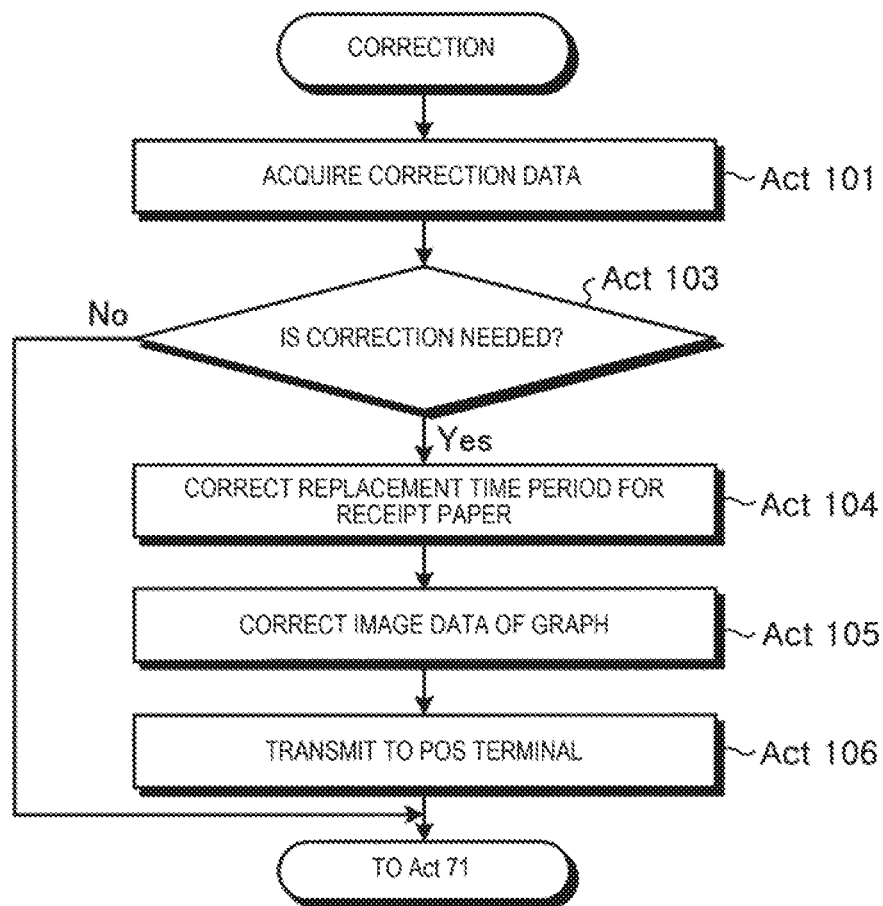 CORRECTION
ACQUIRE CORRECTION DATA
Act 101
Act 103
No
IS CORRECTION NEEDED?
Yes
CORRECT REPLACEMENT TIME PERIOD FOR
RECEIPT PAPER
Act 104
CORRECT IMAGE DATA OF GRAPH
Act 105
TRANSMIT TO POS TERMINAL
Act 106
TO Act 71